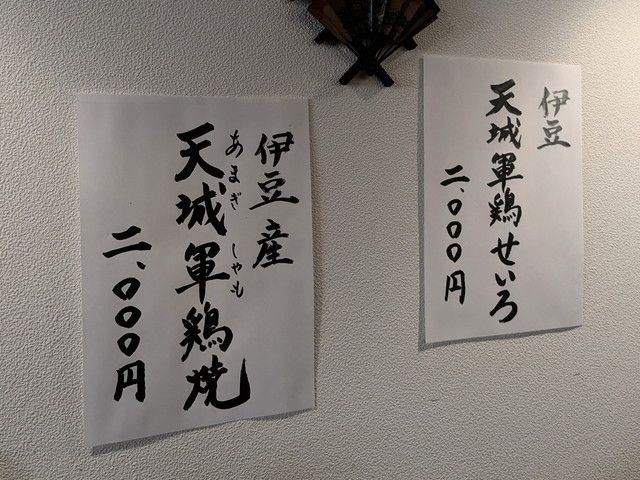 伊豆
天城軍鶏せいろ
二、〇〇〇円
伊豆産
あまぎ しゃも
天城軍鶏焼
二、〇〇〇円